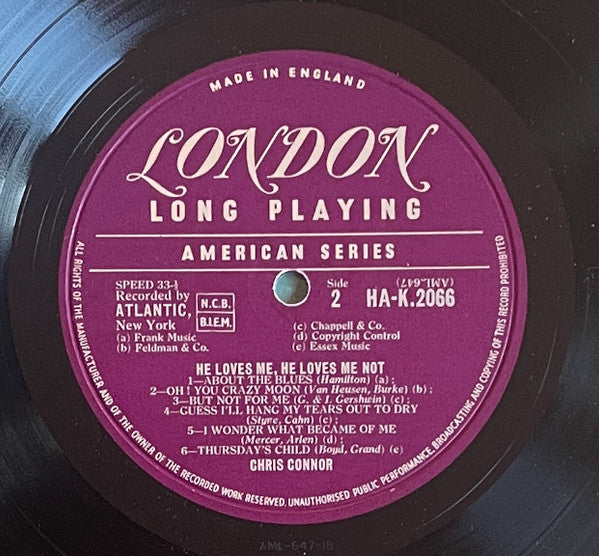 MADE IN ENGLAND
LONDON
LONG PLAYING
AMERICAN SERIES
SPEED 33⅓
Recorded by
ATLANTIC,
New York
N.C.B.
B.I.E.M.
(a) Frank Music
(b) Feldman & Co.
Side
2
(AML.647)
HA-K.2066
(c) Chappell & Co.
(d) Copyright Control
(e) Essex Music
HE LOVES ME, HE LOVES ME NOT
1—ABOUT THE BLUES (Hamilton) (a) ;
2—OH ! YOU CRAZY MOON (Van Heusen, Burke) (b) ;
3—BUT NOT FOR ME (G. & I. Gershwin) (c) ;
4—GUESS I'LL HANG MY TEARS OUT TO DRY
(Styne, Cahn) (c) ;
5—I WONDER WHAT BECAME OF ME
(Mercer, Arlen) (d) ;
6—THURSDAY'S CHILD (Boyd, Grand) (e)
CHRIS CONNOR
ALL RIGHTS OF THE MANUFACTURER AND OF THE OWNER OF THE RECORDED WORK RESERVED. UNAUTHORISED PUBLIC PERFORMANCE, BROADCASTING AND COPYING OF THIS RECORD PROHIBITED
AML-647-1B